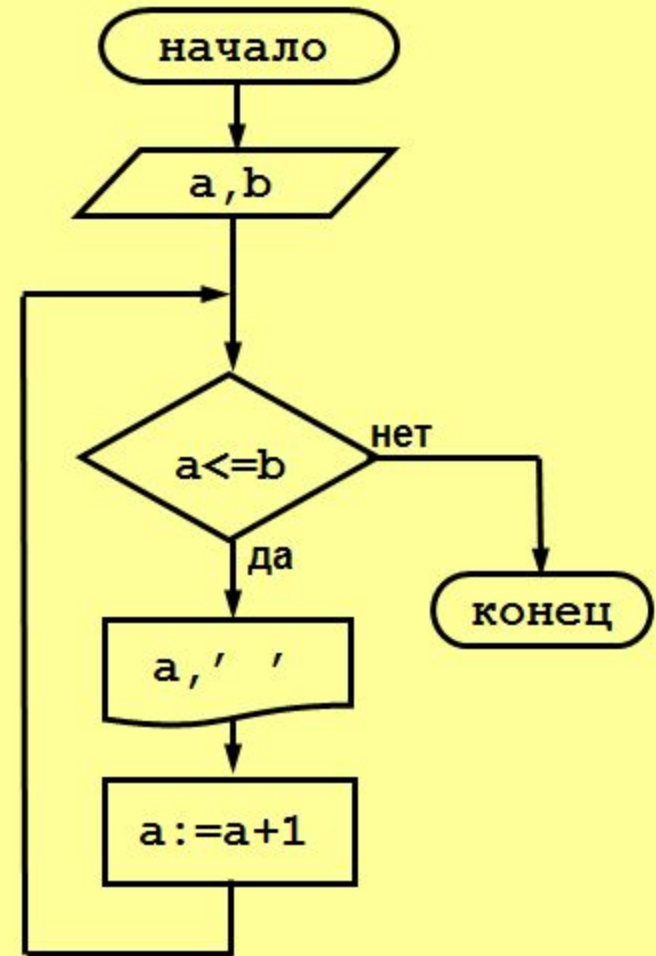 начало
a,b
a<=b
нет
да
конец
a,’ ’
a:=a+1